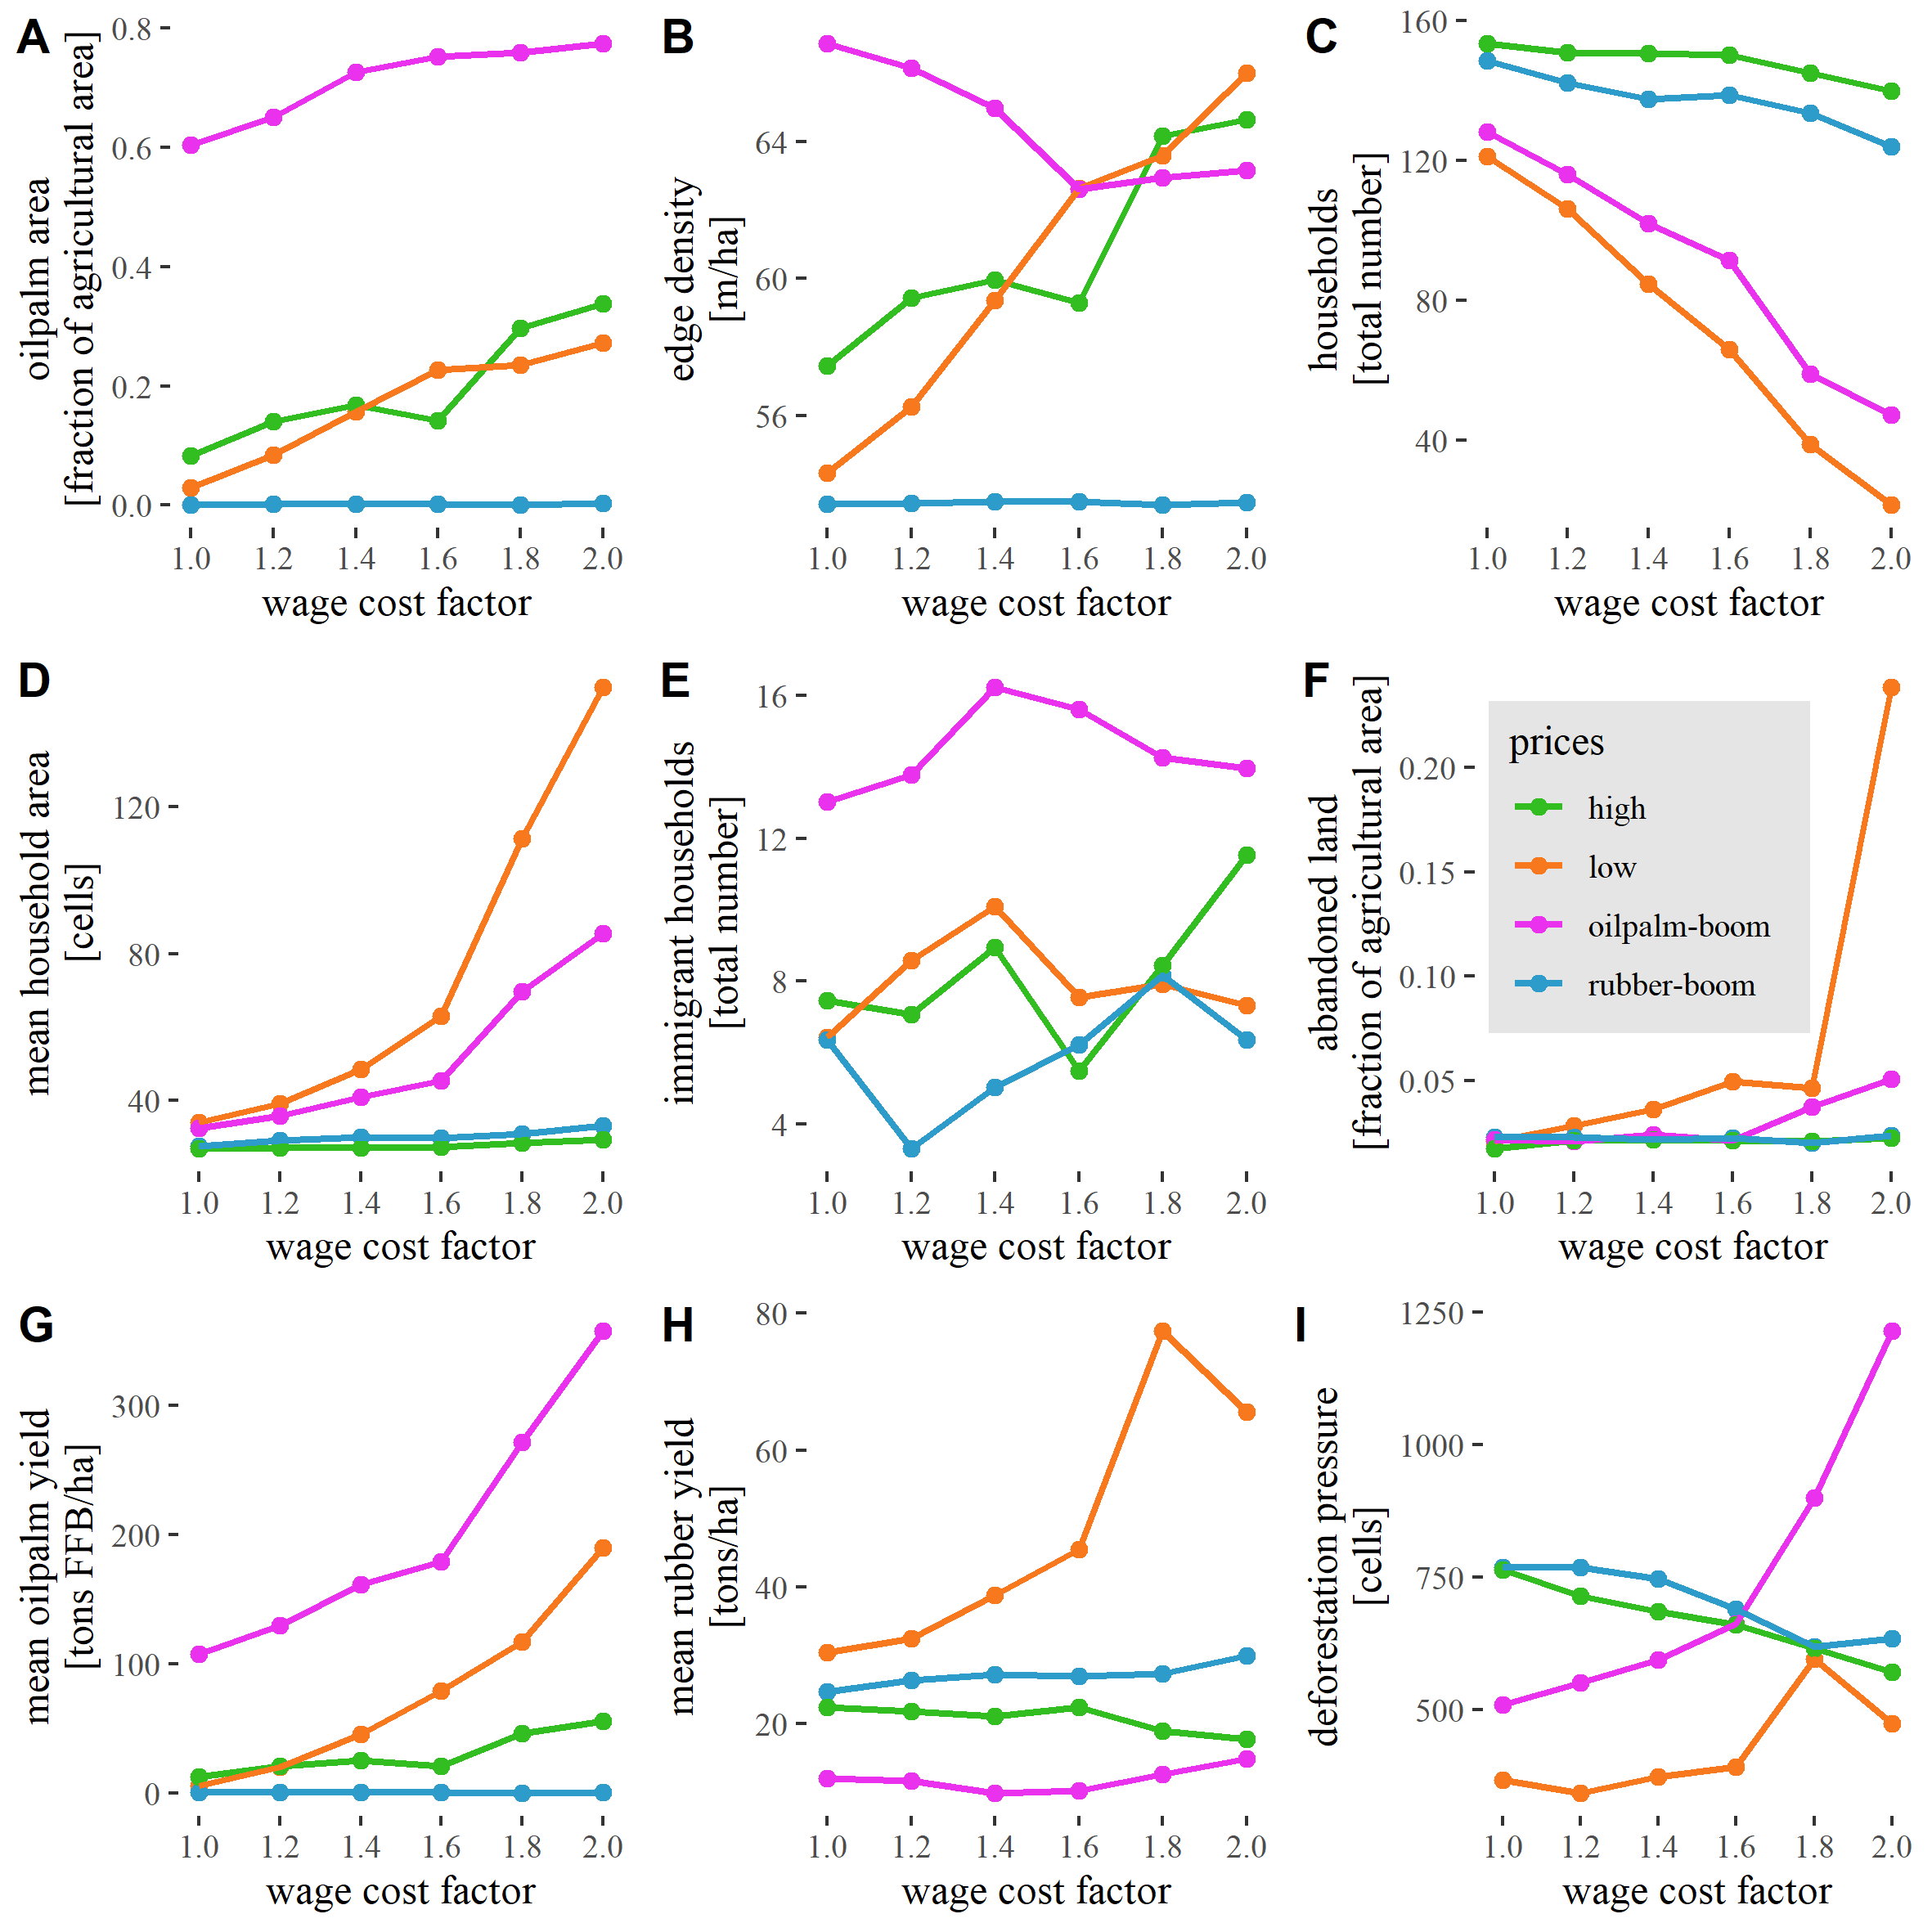 A
oilpalm area
[fraction of agricultural area]
0.8
0.6
0.4
0.2
0.0
1.0 1.2 1.4 1.6 1.8 2.0
wage cost factor
B
edge density
[m/ha]
64
60
56
1.0 1.2 1.4 1.6 1.8 2.0
wage cost factor
C
households
[total number]
160
120
80
40
1.0 1.2 1.4 1.6 1.8 2.0
wage cost factor
D
mean household area
[cells]
120
80
40
1.0 1.2 1.4 1.6 1.8 2.0
wage cost factor
E
immigrant households
[total number]
16
12
8
4
1.0 1.2 1.4 1.6 1.8 2.0
wage cost factor
F
abandoned land
[fraction of agricultural area]
0.20
0.15
0.10
0.05
prices
high
low
oilpalm-boom
rubber-boom
1.0 1.2 1.4 1.6 1.8 2.0
wage cost factor
G
mean oilpalm yield
[tons FFB/ha]
300
200
100
0
1.0 1.2 1.4 1.6 1.8 2.0
wage cost factor
H
mean rubber yield
[tons/ha]
80
60
40
20
1.0 1.2 1.4 1.6 1.8 2.0
wage cost factor
I
deforestation pressure
[cells]
1250
1000
750
500
1.0 1.2 1.4 1.6 1.8 2.0
wage cost factor